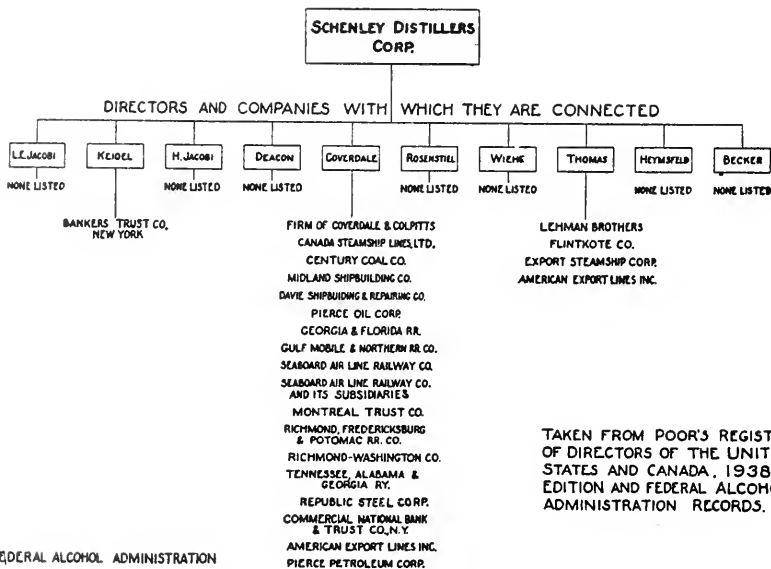 SCHENLEY DISTILLERS
CORP.
DIRECTORS AND COMPANIES WITH WHICH THEY ARE CONNECTED
L.E. JACOBI
KEIDEL
H. JACOBI
DEACON
COVERDALE
ROSENSTILL
WIEHE
THOMAS
HEYMSFELD
BECKER
NONE LISTED
BANKERS TRUST CO,
NEW YORK
NONE LISTED
NONE LISTED
FIRM OF COVERDALE & COLPITTS
CANADA STEAMSHIP LINES, LTD.
CENTURY COAL CO.
MIDLAND SHIPBUILDING CO.
DAVIE SHIPBUIDING & REPAIRING CO.
PIERCE OIL CORP.
GEORGIA & FLORIDA RR.
GULF MOBILE & NORTHERN RR CO.
SEABOARD AIR LINE RAILWAY CO.
SEABOARD AIR LINE RAILWAY CO.
AND ITS SUBSIDIARIES
MONTREAL TRUST CO.
RICHMOND, FREDERICKSBURG
& POTOMAC RR. CO.
RICHMOND-WASHINGTON CO.
TENNESSEE, ALABAMA &
GEORGIA RY.
REPUBLIC STEEL CORP.
COMMERCIAL NATIONAL BANK
& TRUST CO., N.Y.
AMERICAN EXPORT LINES INC.
PIERCE PETROLEUM CORP.
NONE LISTED
NONE LISTED
LEHMAN BROTHERS
FLINTKOTE CO.
EXPORT STEAMSHIP CORP.
AMERICAN EXPORT LINES INC.
NONE LISTED
NONE LISTED
TAKEN FROM POOR'S REGIST
OF DIRECTORS OF THE UNIT
STATES AND CANADA, 1938
EDITION AND FEDERAL ALCOHO
ADMINISTRATION RECORDS.
EDERAL ALCOHOL ADMINISTRATION